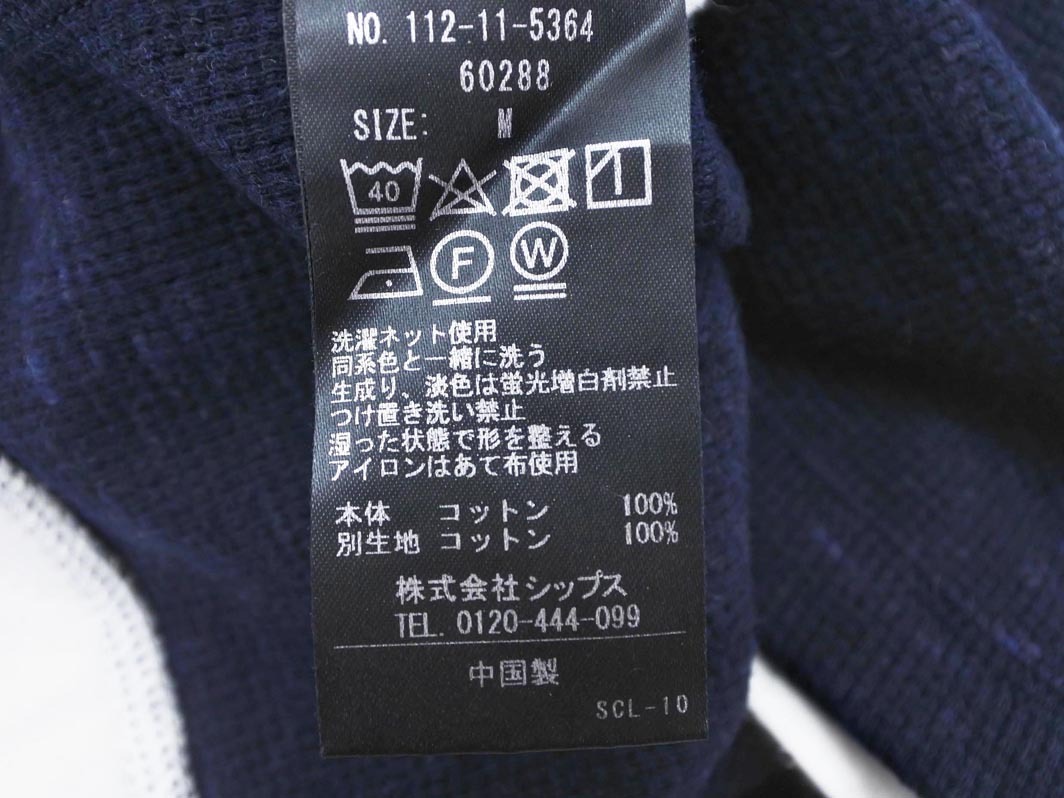 NO. 112-11-5364
60288
SIZE: M
40
F W
洗濯ネット使用
同系色と一緒に洗う
生成り、淡色は蛍光増白剤禁止
つけ置き洗い禁止
湿った状態で形を整える
アイロンはあて布使用
本体 コットン 100%
別生地 コットン 100%
株式会社シップス
TEL. 0120-444-099
中国製
SCL-10